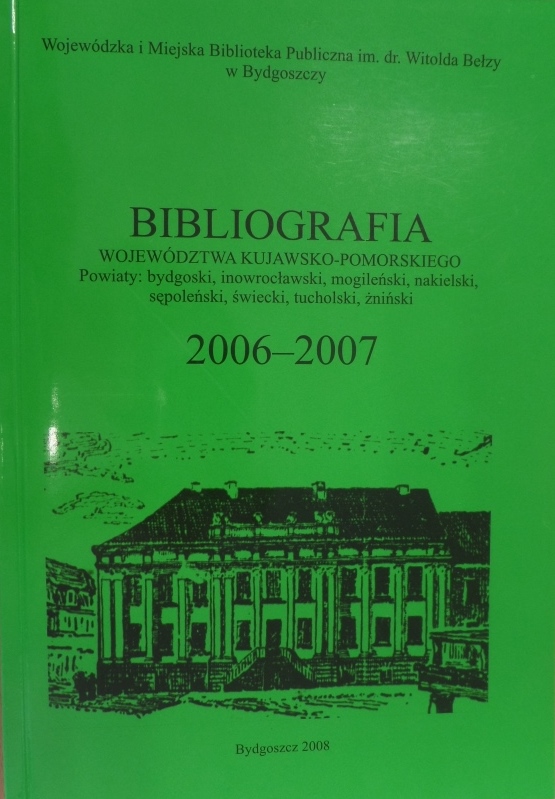 Wojewódzka i Miejska Biblioteka Publiczna im. dr. Witolda Bełzy
w Bydgoszczy
BIBLIOGRAFIA
WOJEWÓDZTWA KUJAWSKO-POMORSKIEGO
Powiaty: bydgoski, inowrocławski, mogileński, nakielski,
sępoleński, świecki, tucholski, żniński
2006–2007
Bydgoszcz 2008